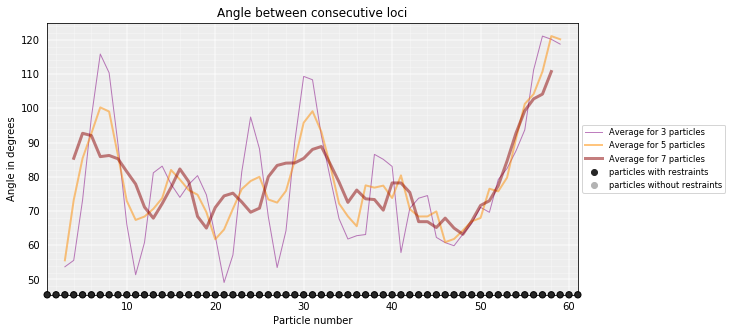 Angle between consecutive loci
Angle in degrees
120
110
100
90
80
70
60
50
10
20
30
40
50
60
Particle number
Average for 3 particles
Average for 5 particles
Average for 7 particles
particles with restraints
particles without restraints